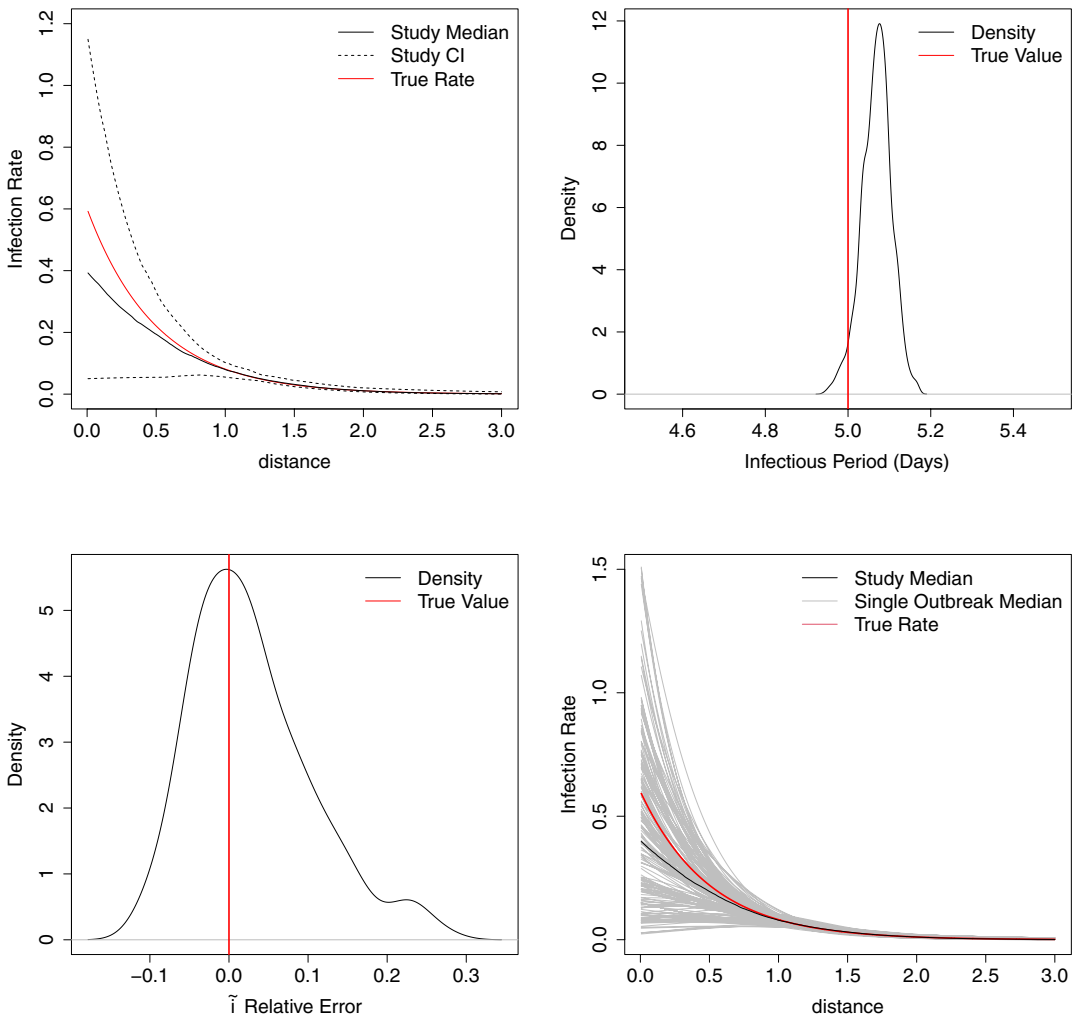 Study Median
Study CI
True Rate
Infection Rate
0.0 0.2 0.4 0.6 0.8 1.0 1.2
0.0 0.5 1.0 1.5 2.0 2.5 3.0
distance
Density
True Value
Density
0 2 4 6 8 10 12
4.6 4.8 5.0 5.2 5.4
Infectious Period (Days)
Density
True Value
Density
0 1 2 3 4 5
−0.1 0.0 0.1 0.2 0.3
ĩ Relative Error
Study Median
Single Outbreak Median
True Rate
Infection Rate
0.0 0.5 1.0 1.5
0.0 0.5 1.0 1.5 2.0 2.5 3.0
distance